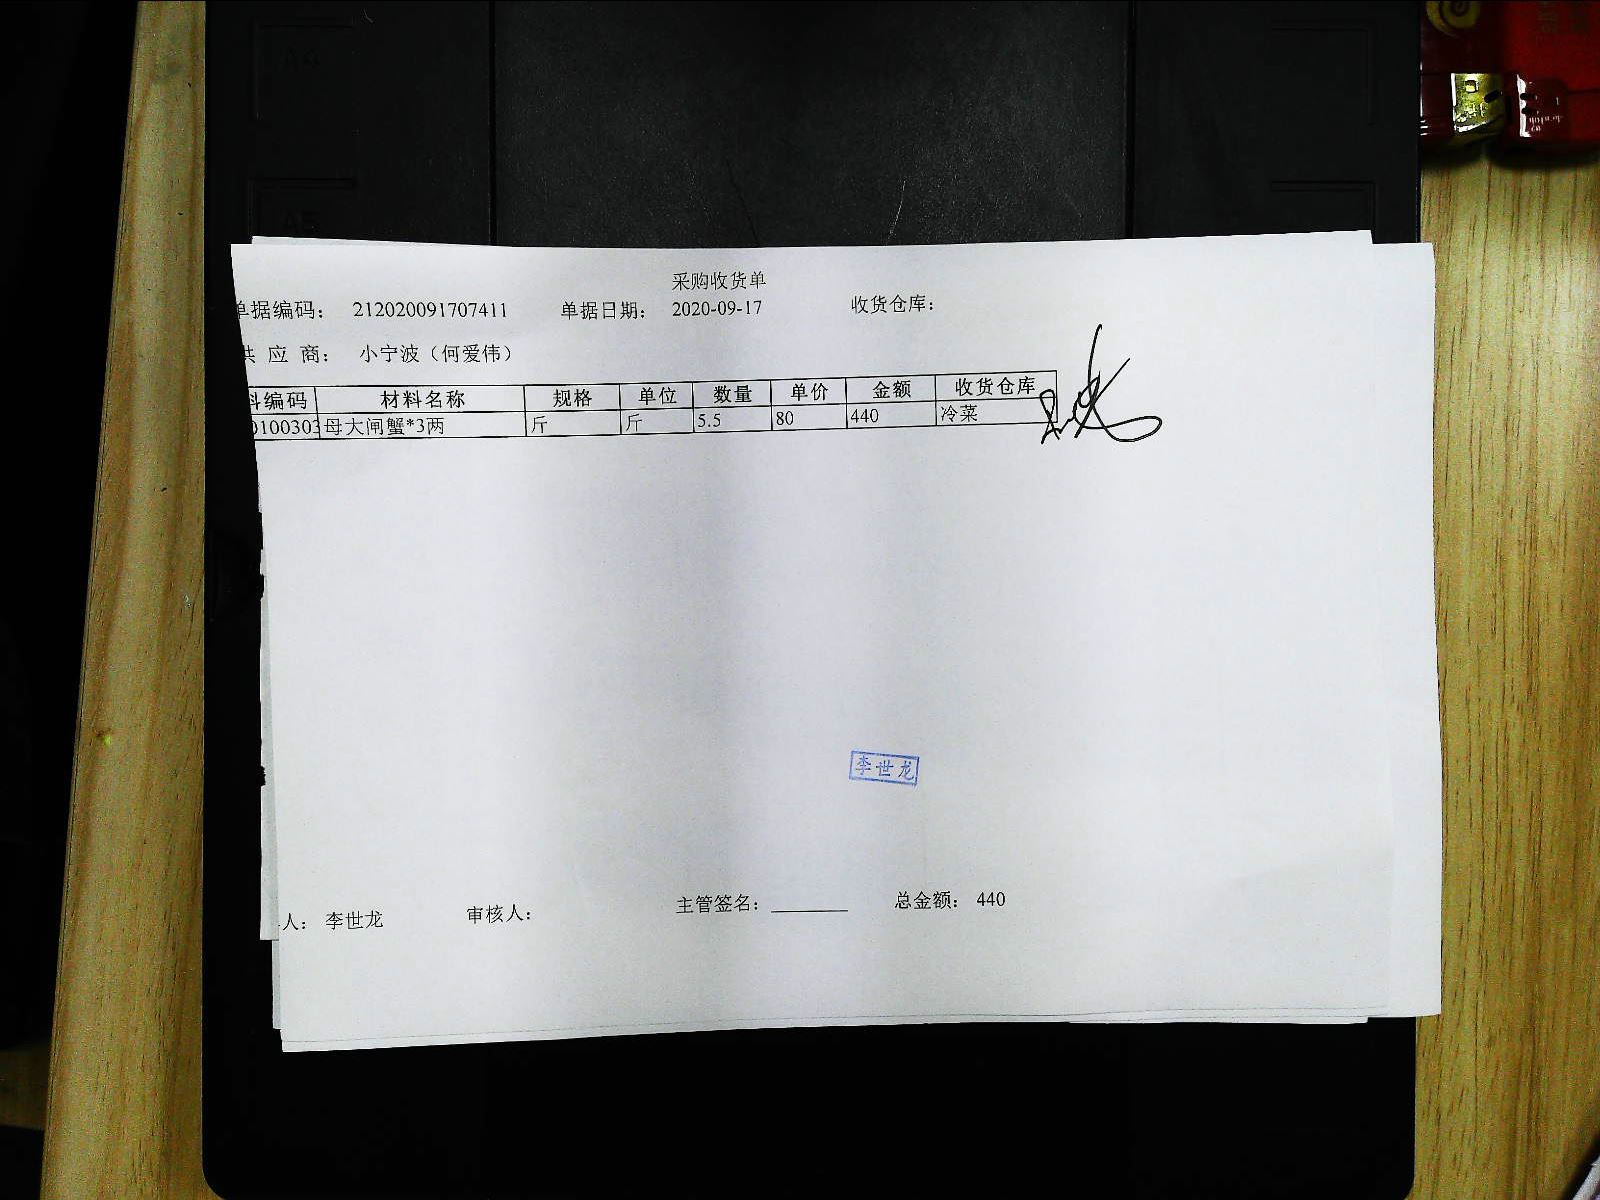 采购收货单
单据编码： 212020091707411 单据日期： 2020-09-17 收货仓库：
供 应 商： 小宁波（何爱伟）
料编码 材料名称 规格 单位 数量 单价 金额 收货仓库
0100303 母大闸蟹*3两 斤 斤 5.5 80 440 冷菜
李世龙
人： 李世龙 审核人： 主管签名： 总金额： 440